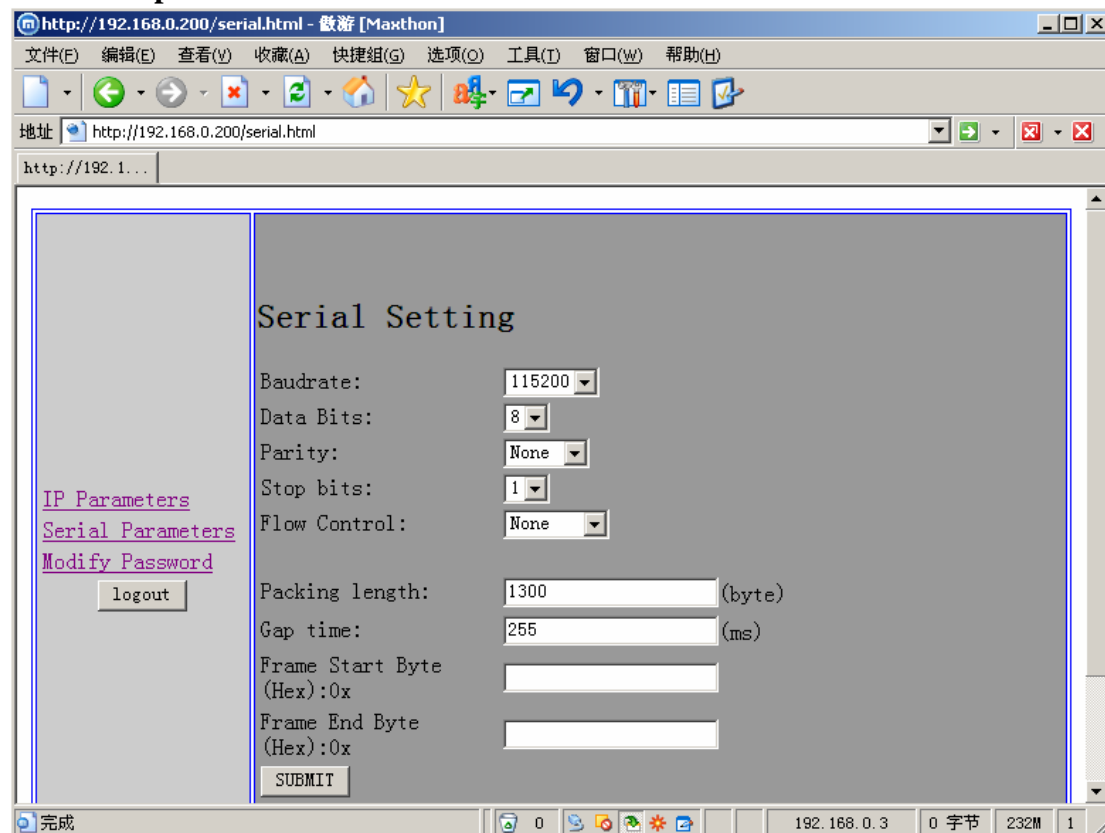 http://192.168.0.200/serial.html - 傲游 [Maxthon]
文件(F) 编辑(E) 查看(V) 收藏(A) 快捷组(G) 选项(O) 工具(T) 窗口(W) 帮助(H)
地址 http://192.168.0.200/serial.html
http://192.1...
Serial Setting
Baudrate: 115200
Data Bits: 8
Parity: None
Stop bits: 1
Flow Control: None
IP Parameters
Serial Parameters
Modify Password
logout
Packing length: 1300 (byte)
Gap time: 255 (ms)
Frame Start Byte
(Hex):0x
Frame End Byte
(Hex):0x
SUBMIT
完成 0 192.168.0.3 0 字节 232M 1